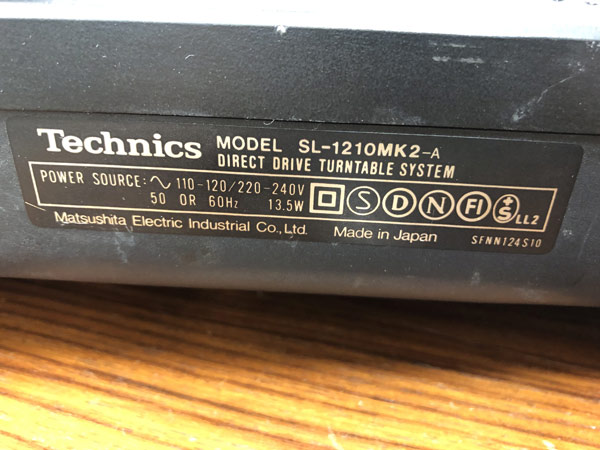 Technics MODEL SL-1210MK2-A
DIRECT DRIVE TURNTABLE SYSTEM
POWER SOURCE: ∿ 110-120/220-240V
50 OR 60Hz 13.5W
S D N FI +S LL2
Matsushita Electric Industrial Co., Ltd. Made in Japan SFNN124S10